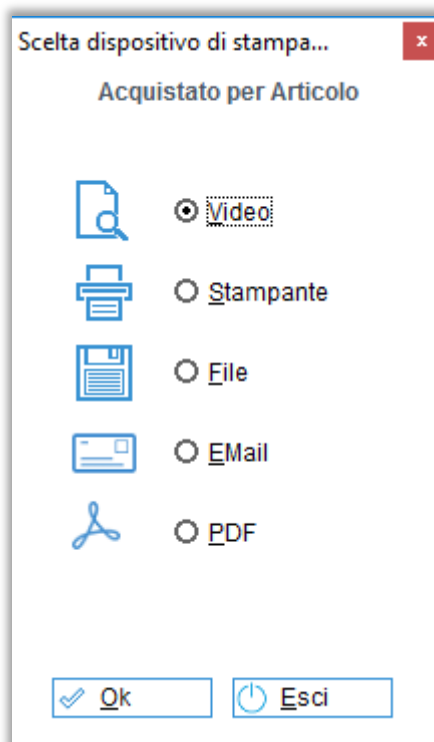 Scelta dispositivo di stampa... x
Acquistato per Articolo
Video
Stampante
File
EMail
PDF
Ok Esci